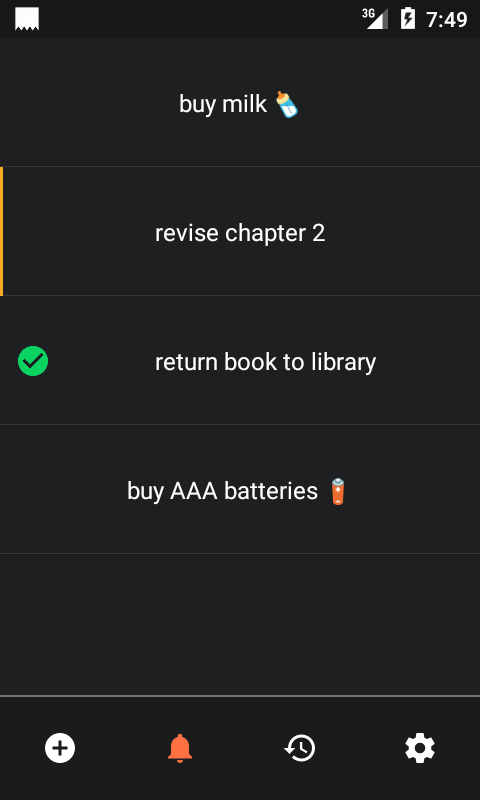 3G
7:49
buy milk 🍼
revise chapter 2
return book to library
buy AAA batteries 🔋